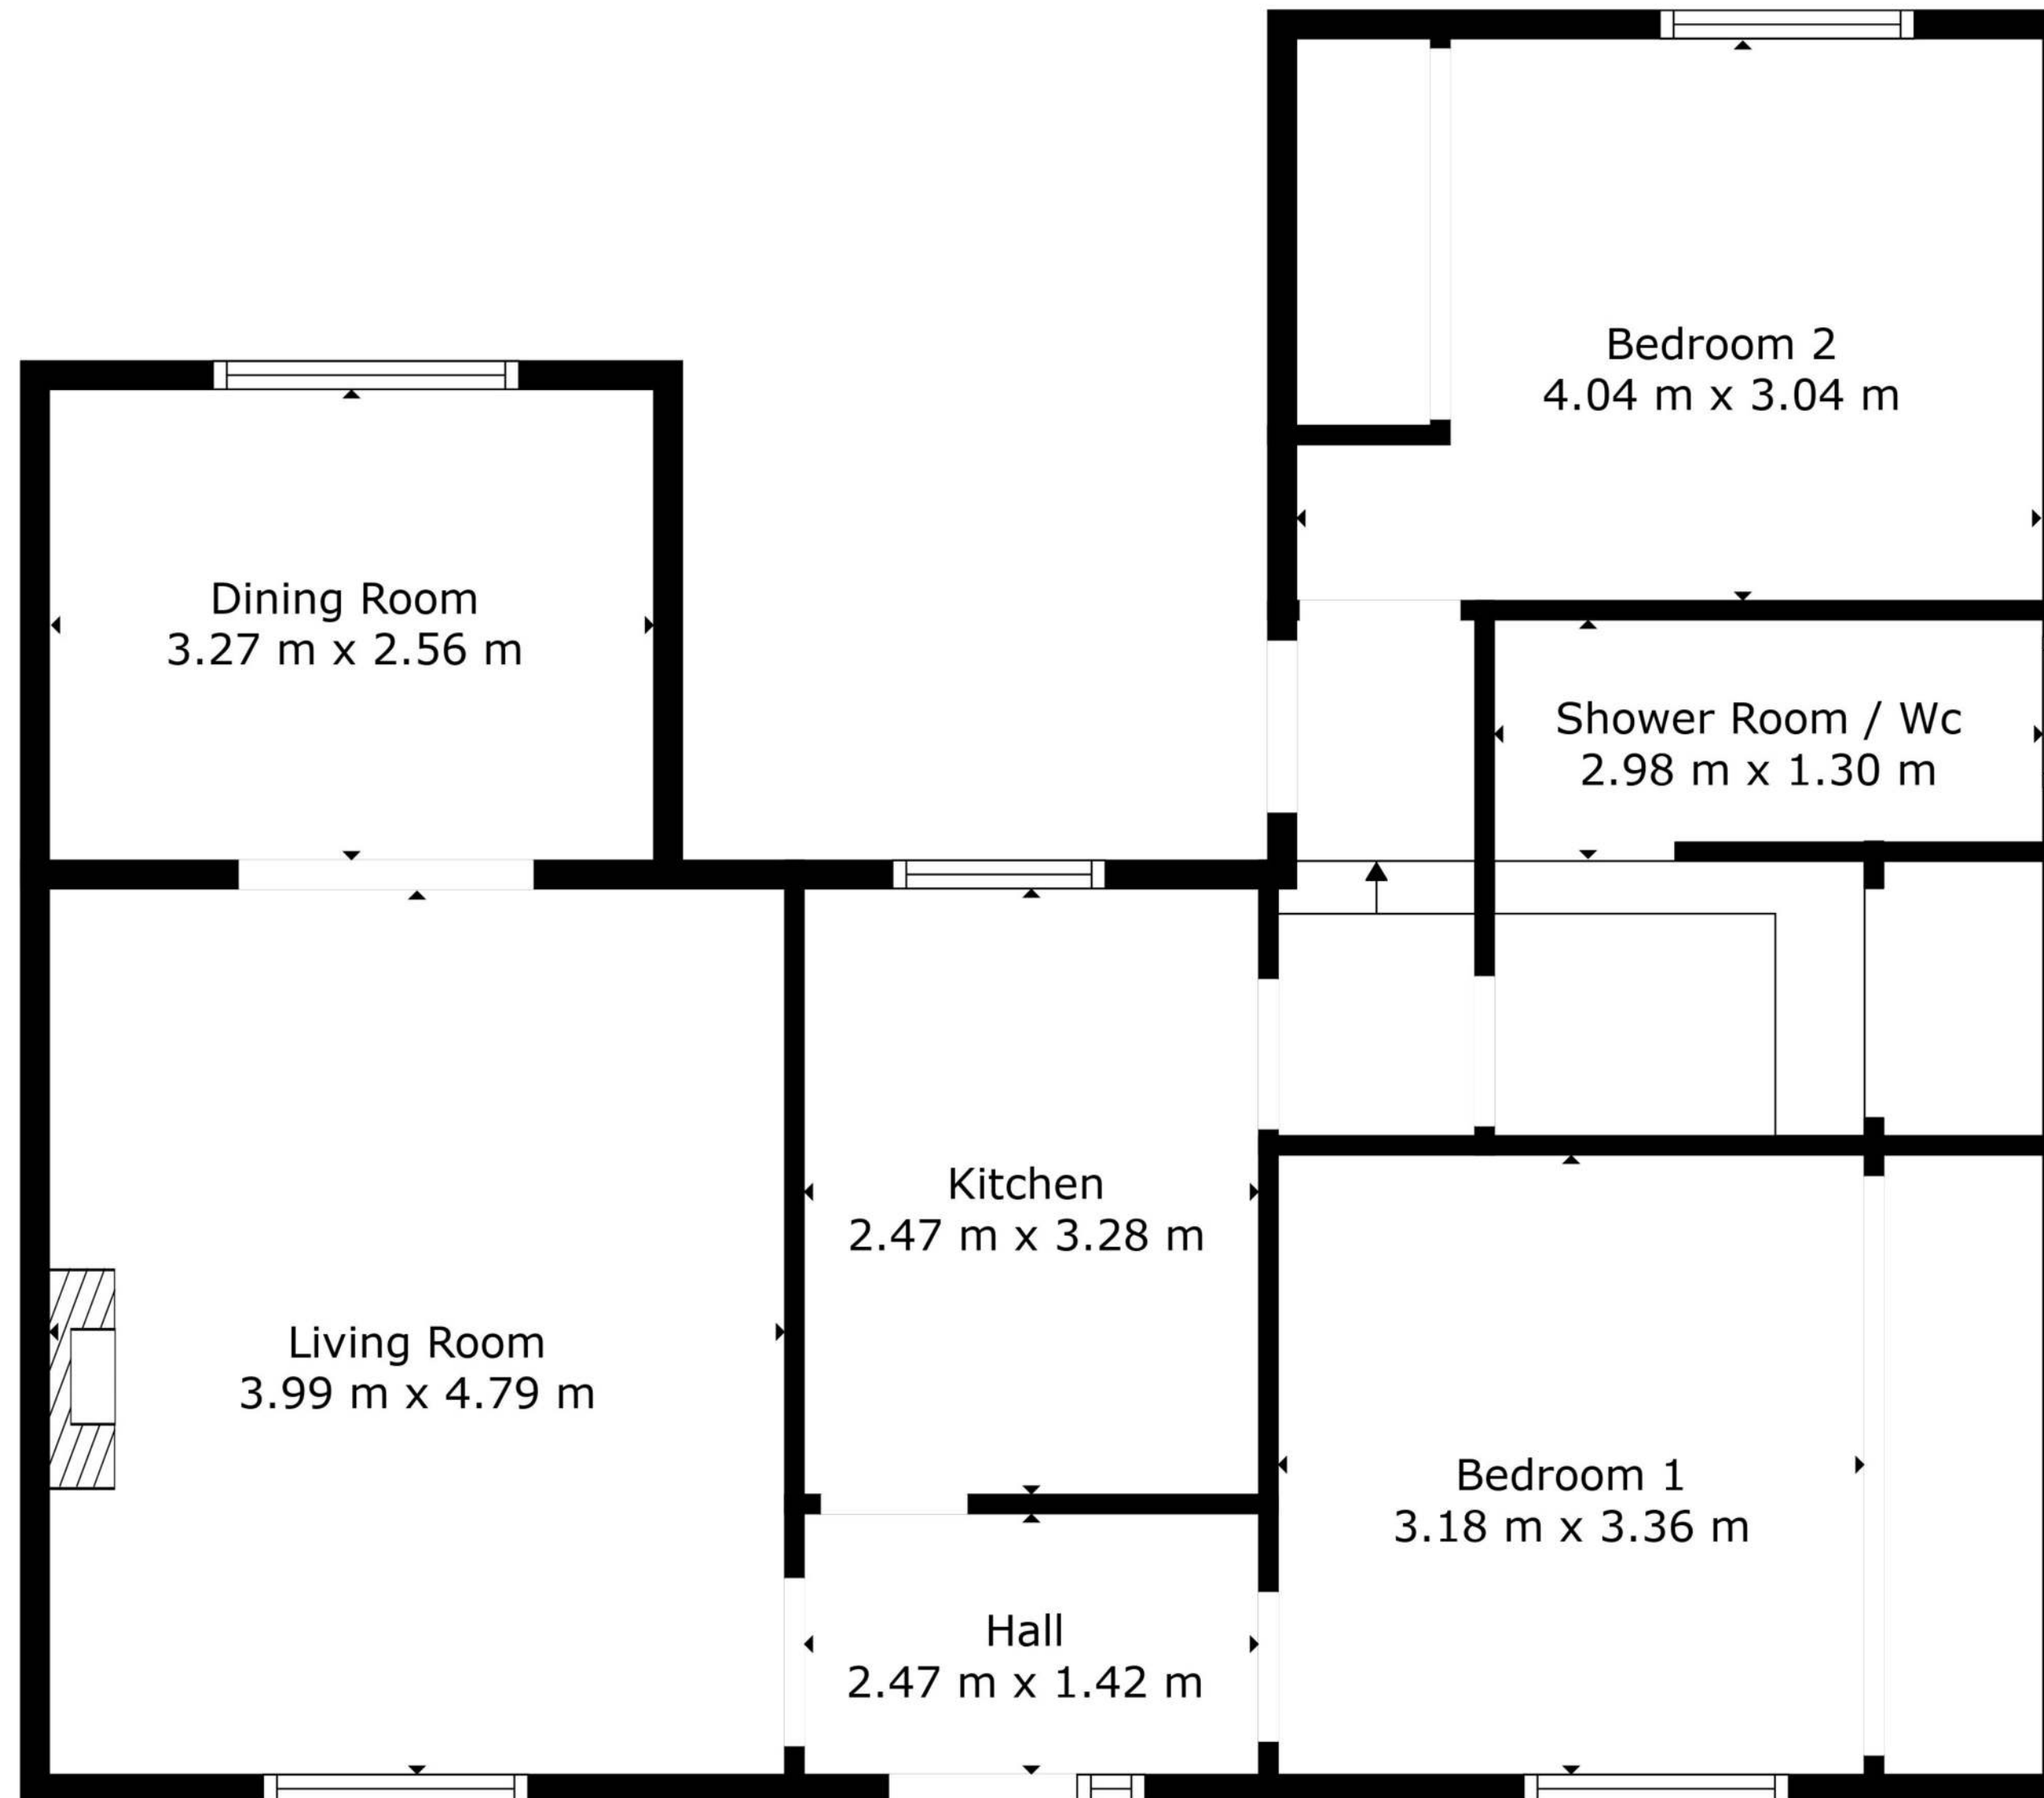 Bedroom 2
4.04 m x 3.04 m
Dining Room
3.27 m x 2.56 m
Shower Room / Wc
2.98 m x 1.30 m
Kitchen
2.47 m x 3.28 m
Living Room
3.99 m x 4.79 m
Bedroom 1
3.18 m x 3.36 m
Hall
2.47 m x 1.42 m